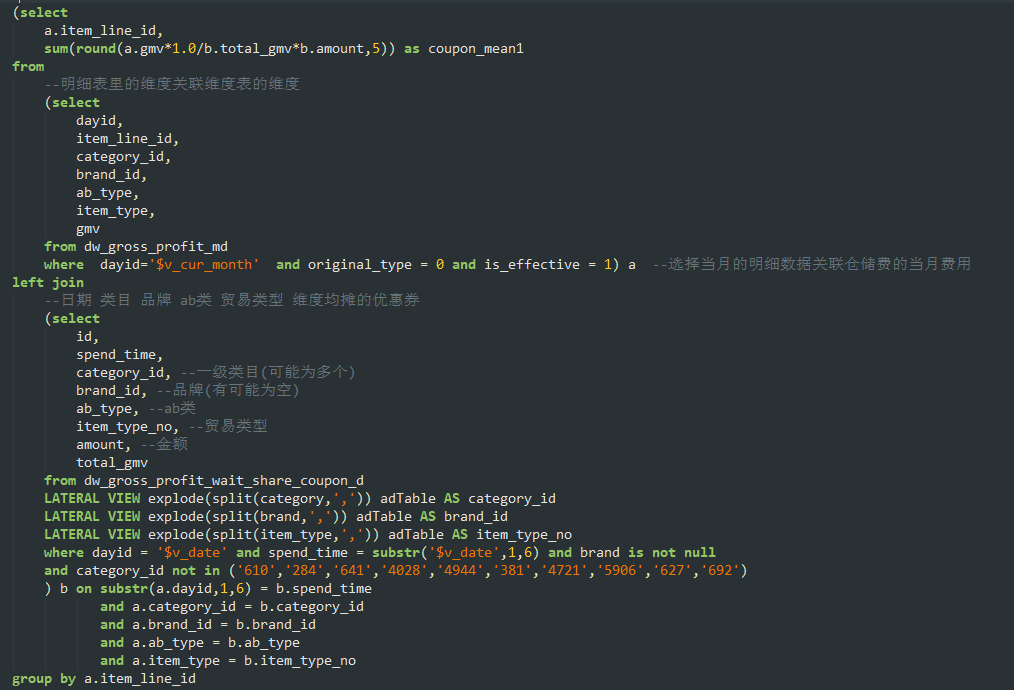 (select
a.item_line_id,
sum(round(a.gmv*1.0/b.total_gmv*b.amount,5)) as coupon_mean1
from
--明细表里的维度关联维度表的维度
(select
dayid,
item_line_id,
category_id,
brand_id,
ab_type,
item_type,
gmv
from dw_gross_profit_md
where  dayid='$v_cur_month'  and original_type = 0 and is_effective = 1) a  --选择当月的明细数据关联仓储费的当月费用
left join
--日期 类目 品牌 ab类 贸易类型 维度均摊的优惠券
(select
id,
spend_time,
category_id, --一级类目(可能为多个)
brand_id, --品牌(有可能为空)
ab_type, --ab类
item_type_no, --贸易类型
amount, --金额
total_gmv
from dw_gross_profit_wait_share_coupon_d
LATERAL VIEW explode(split(category,',')) adTable AS category_id
LATERAL VIEW explode(split(brand,',')) adTable AS brand_id
LATERAL VIEW explode(split(item_type,',')) adTable AS item_type_no
where dayid = '$v_date' and spend_time = substr('$v_date',1,6) and brand is not null
and category_id not in ('610','284','641','4028','4944','381','4721','5906','627','692')
) b on substr(a.dayid,1,6) = b.spend_time
and a.category_id = b.category_id
and a.brand_id = b.brand_id
and a.ab_type = b.ab_type
and a.item_type = b.item_type_no
group by a.item_line_id